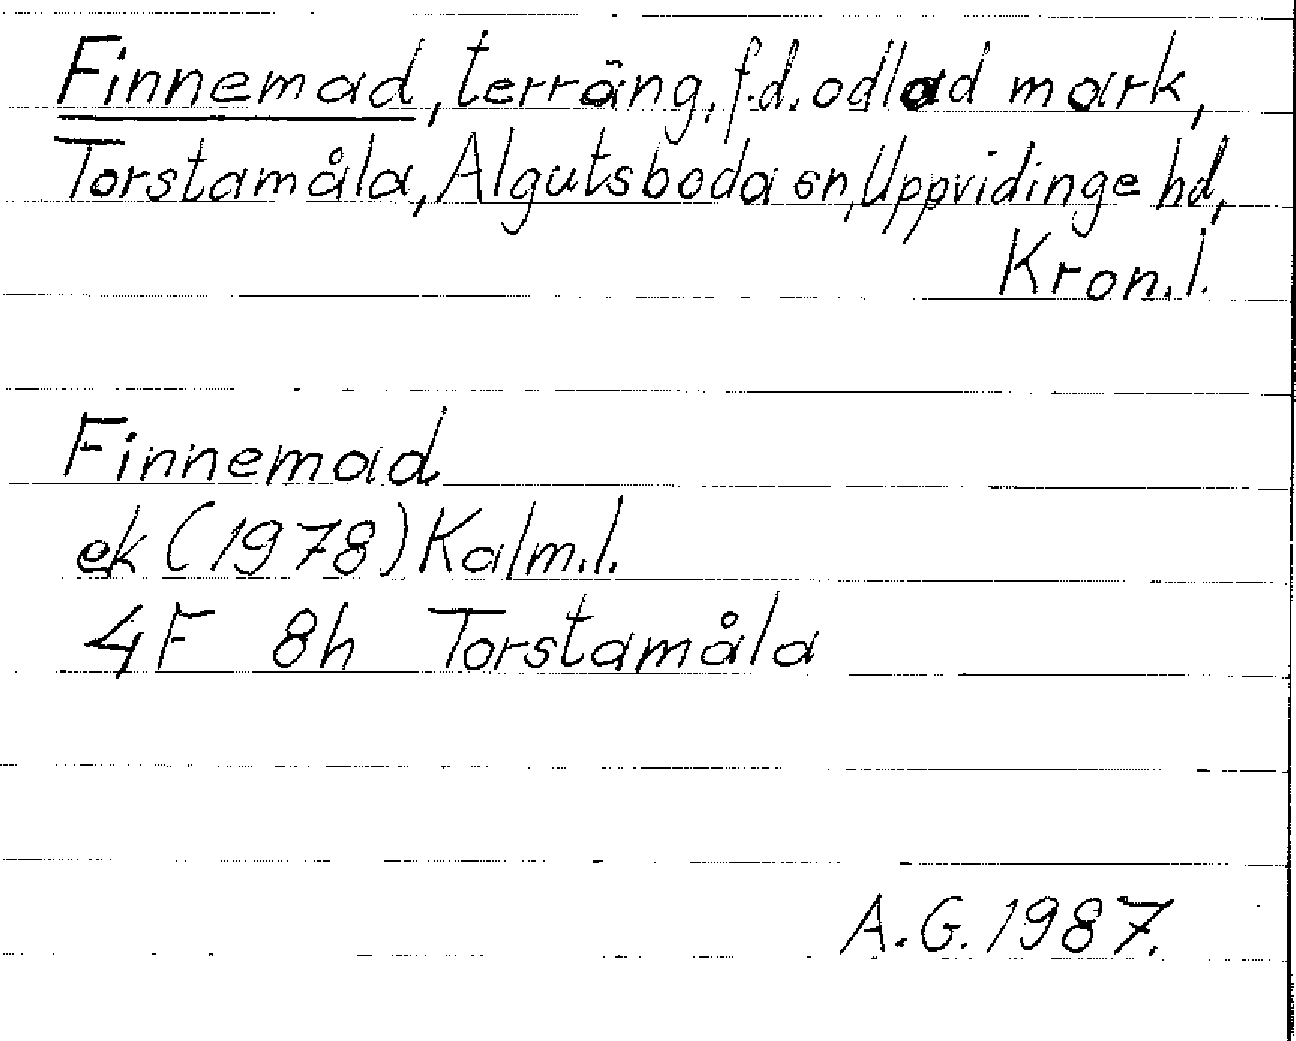 Finnemad, terräng, f.d. odlad mark,
Torstamåla, Algutsboda sn, Uppvidinge hd,
Kron.l.
Finnemad
ek (1978) Kalm.l.
4F 8h Torstamåla
A.G. 1987.